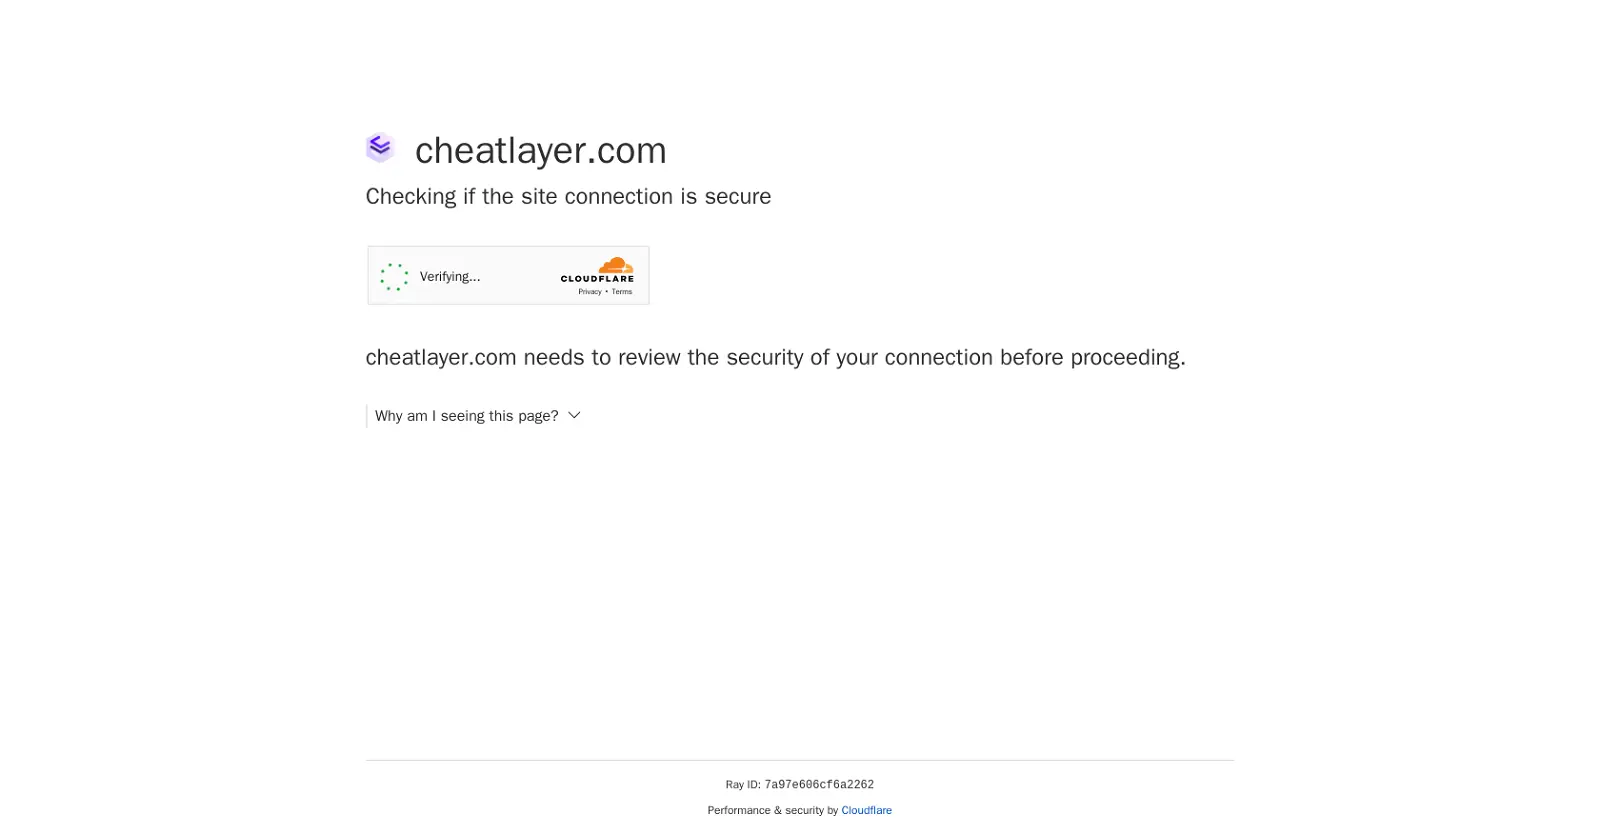 cheatlayer.com
Checking if the site connection is secure
Verifying...
CLOUDFLARE
Privacy • Terms
cheatlayer.com needs to review the security of your connection before proceeding.
Why am I seeing this page?
Ray ID: 7a97e606cf6a2262
Performance & security by Cloudflare